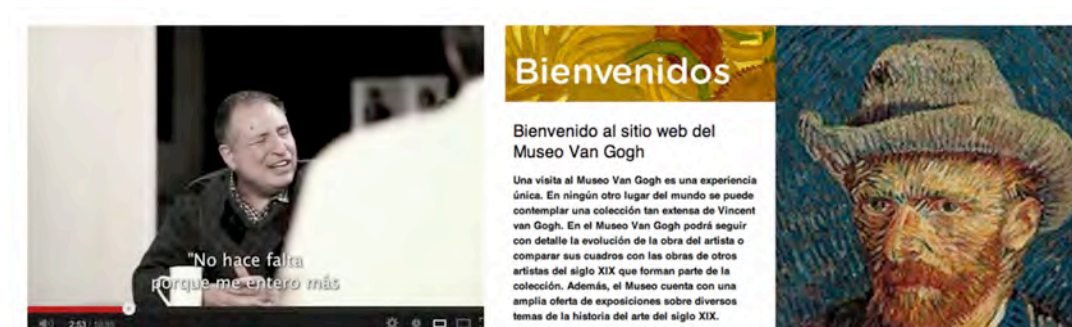 "No hace falta
porque me entero más
2:53
Bienvenidos
Bienvenido al sitio web del
Museo Van Gogh
Una visita al Museo Van Gogh es una experiencia
única. En ningún otro lugar del mundo se puede
contemplar una colección tan extensa de Vincent
van Gogh. En el Museo Van Gogh podrá seguir
con detalle la evolución de la obra del artista o
comparar sus cuadros con las obras de otros
artistas del siglo XIX que forman parte de la
colección. Además, el Museo cuenta con una
amplia oferta de exposiciones sobre diversos
temas de la historia del arte del siglo XIX.